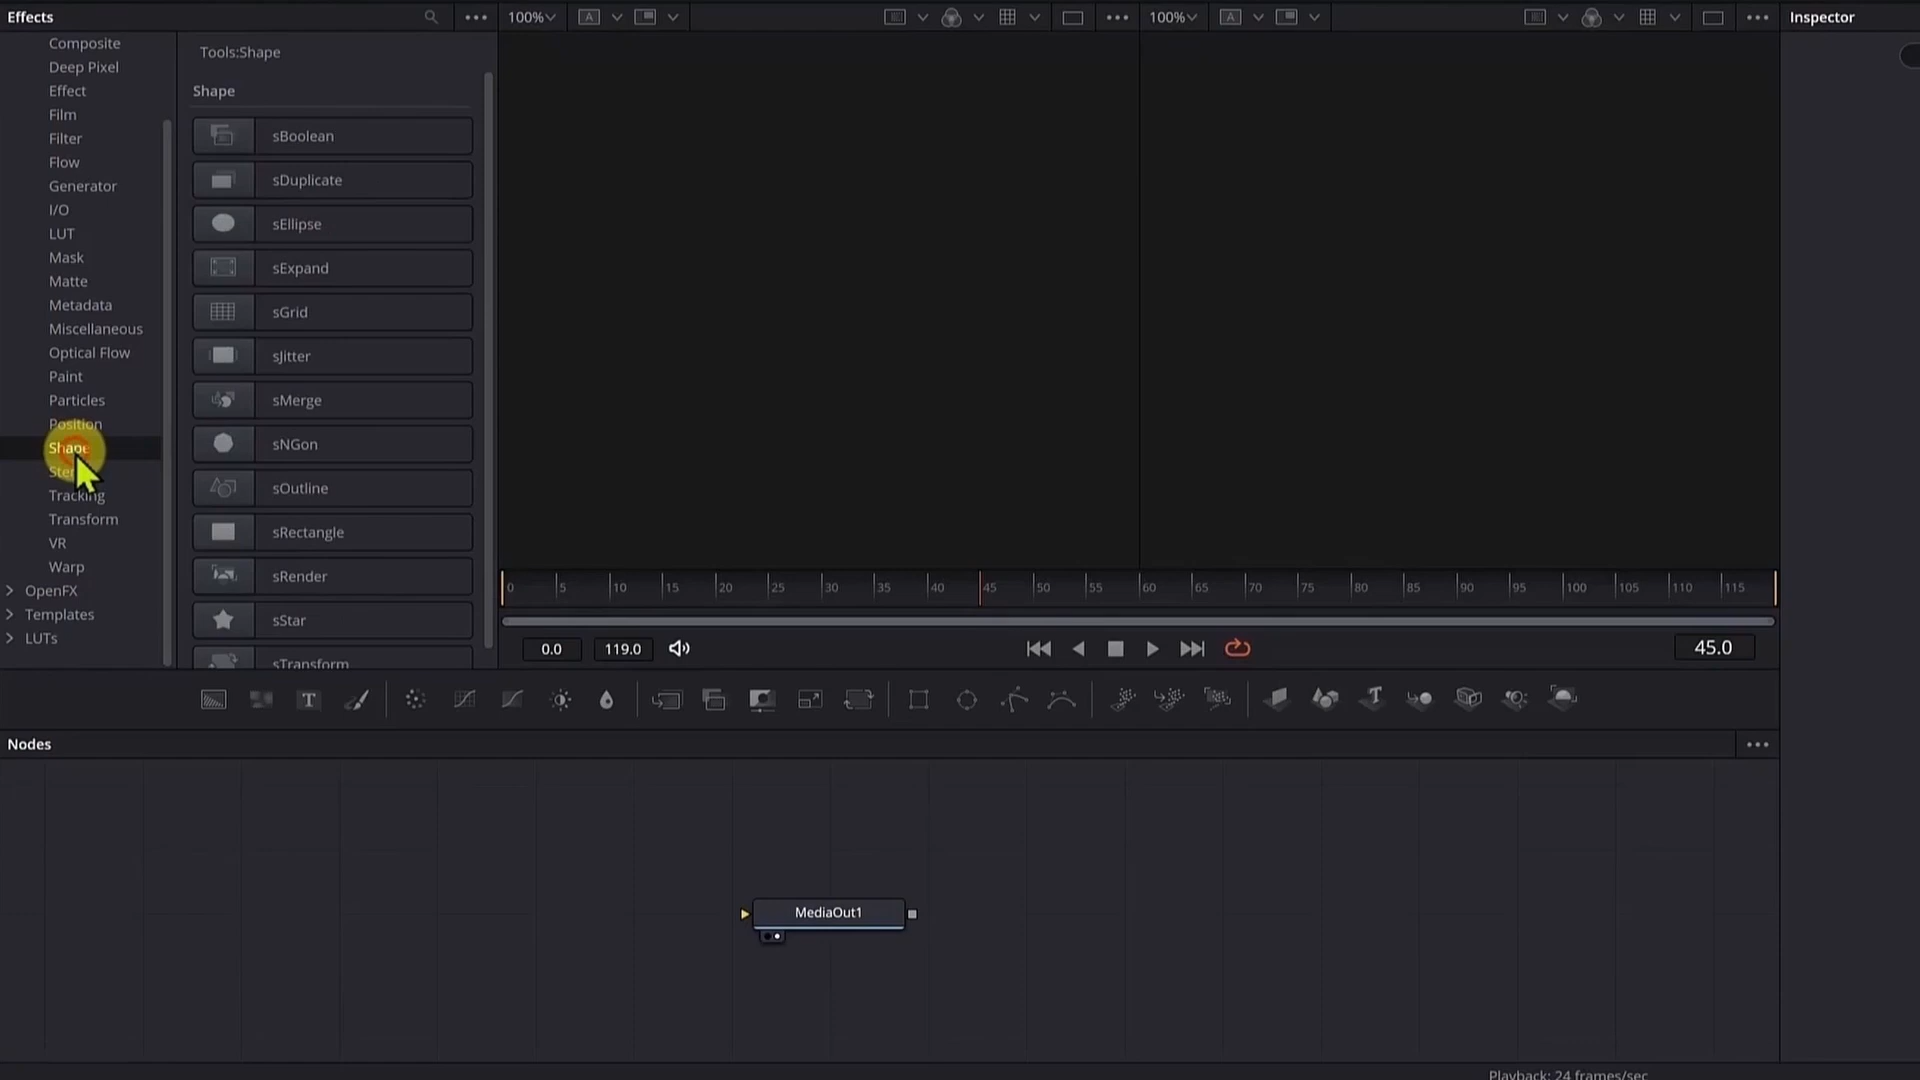 Effects
100%
A
100%
A
Inspector
Composite
Deep Pixel
Effect
Film
Filter
Flow
Generator
I/O
LUT
Mask
Matte
Metadata
Miscellaneous
Optical Flow
Paint
Particles
Position
Shape
Tracking
Transform
VR
Warp
OpenFX
Templates
LUTs
Tools:Shape
Shape
sBoolean
sDuplicate
sEllipse
sExpand
sGrid
sJitter
sMerge
sNGon
sOutline
sRectangle
sRender
sStar
sTransform
0 5 10 15 20 25 30 35 40 45 50 55 60 65 70 75 80 85 90 95 100 105 110 115
0.0 119.0 45.0
T
T
Nodes
MediaOut1
Playback: 24 frames/sec